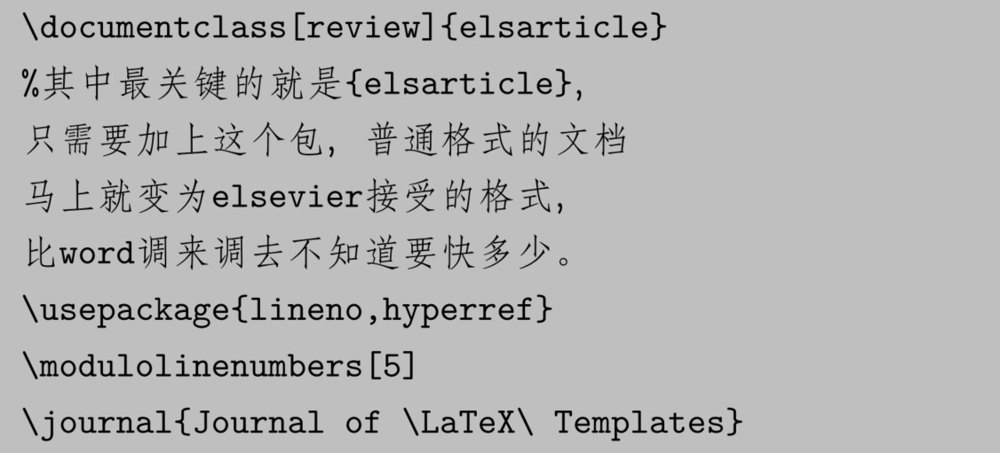 \documentclass[review]{elsarticle}
%其中最关键的就是{elsarticle},
只需要加上这个包，普通格式的文档
马上就变为elsevier接受的格式,
比word调来调去不知道要快多少。
\usepackage{lineno,hyperref}
\modulolinenumbers[5]
\journal{Journal of \LaTeX\ Templates}